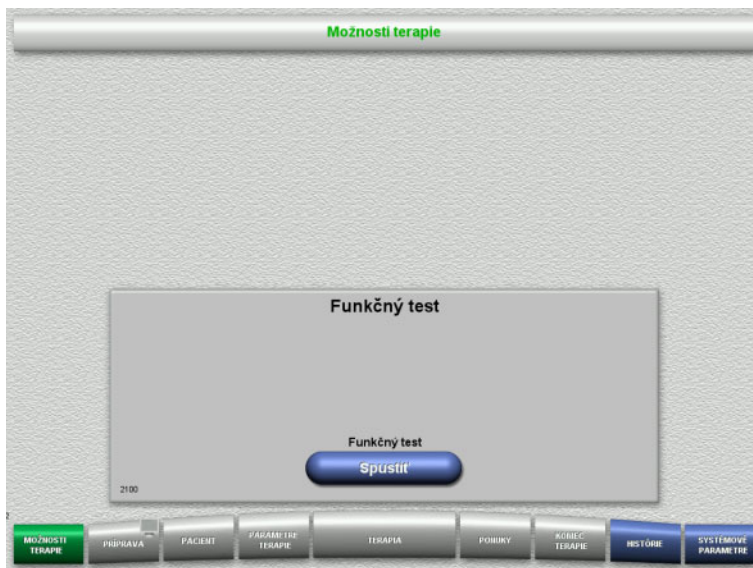 Možnosti terapie
Funkčný test
Funkčný test
Spustiť
2100
MOŽNOSTI
TERAPIE
PRÍPRAVA
PACIENT
PARAMETRE
TERAPIE
TERAPIA
PONUKY
KONIEC
TERAPIE
HISTÓRIE
SYSTÉMOVÉ
PARAMETRE